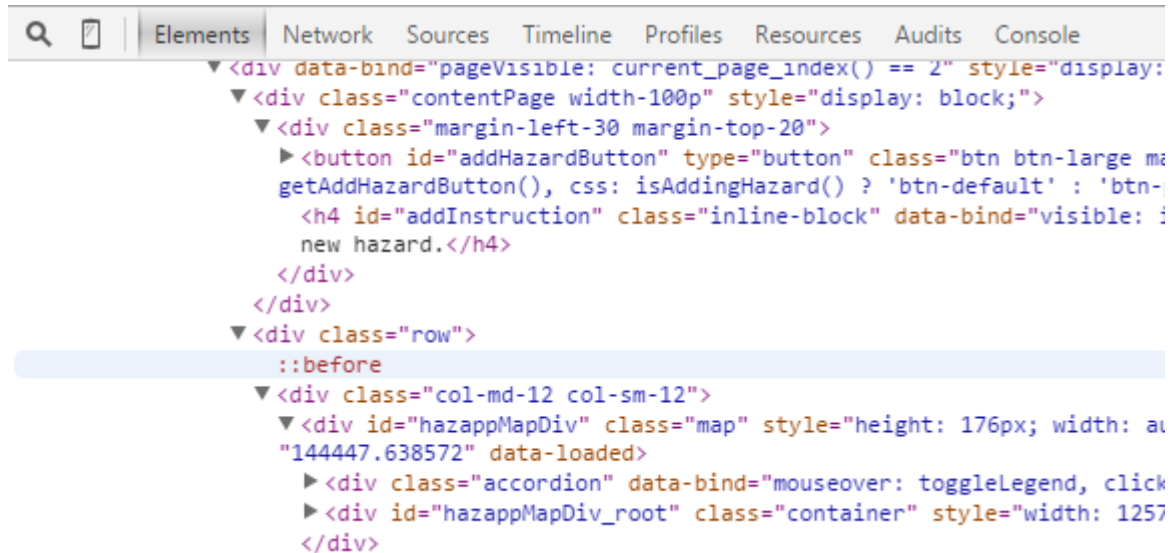 Elements Network Sources Timeline Profiles Resources Audits Console
<div data-bind="pageVisible: current_page_index() == 2" style="display:
<div class="contentPage width-100p" style="display: block;">
<div class="margin-left-30 margin-top-20">
<button id="addHazardButton" type="button" class="btn btn-large ma
getAddHazardButton(), css: isAddingHazard() ? 'btn-default' : 'btn-p
<h4 id="addInstruction" class="inline-block" data-bind="visible: i
new hazard.</h4>
</div>
</div>
<div class="row">
::before
<div class="col-md-12 col-sm-12">
<div id="hazappMapDiv" class="map" style="height: 176px; width: au
"144447.638572" data-loaded>
<div class="accordion" data-bind="mouseover: toggleLegend, click
<div id="hazappMapDiv_root" class="container" style="width: 1257
</div>